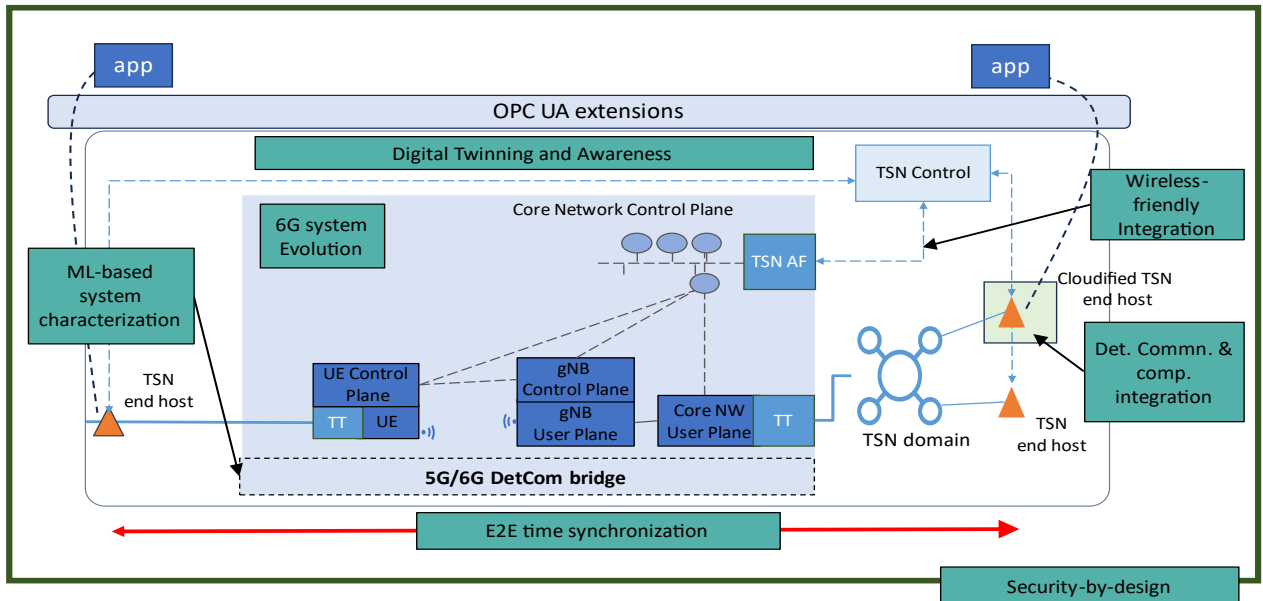 app
app
OPC UA extensions
Digital Twinning and Awareness
TSN Control
Wireless-
friendly
Integration
6G system
Evolution
Core Network Control Plane
TSN AF
ML-based
system
characterization
Cloudified TSN
end host
UE Control
Plane
TT
UE
gNB
Control Plane
gNB
User Plane
Core NW
User Plane
TT
Det. Commn. &
comp.
integration
TSN
end host
TSN domain
TSN
end host
5G/6G DetCom bridge
E2E time synchronization
Security-by-design